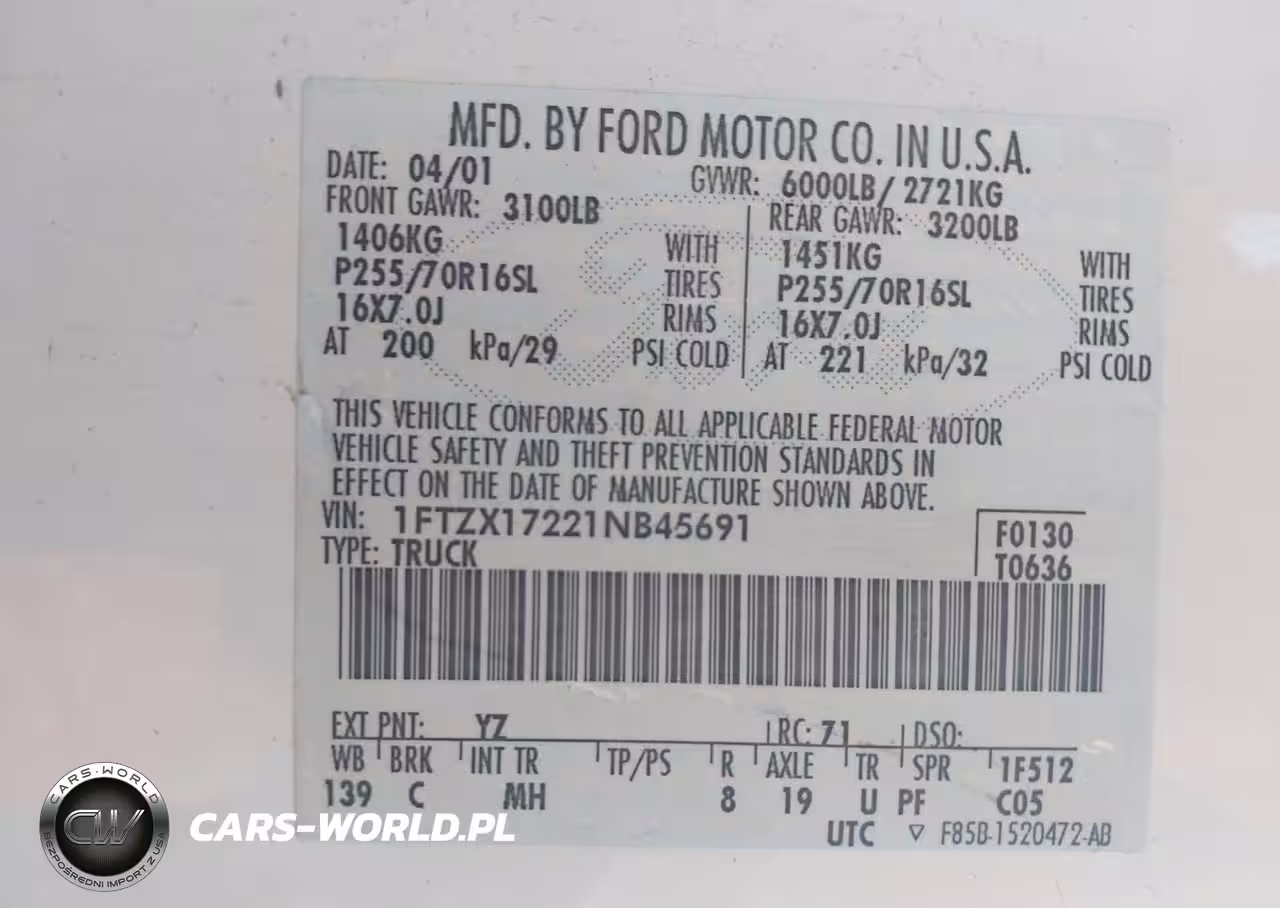 MFD. BY FORD MOTOR CO. IN U.S.A.
DATE: 04/01 GVWR: 6000LB/ 2721KG
FRONT GAWR: 3100LB REAR GAWR: 3200LB
1406KG WITH 1451KG WITH
P255/70R16SL TIRES P255/70R16SL TIRES
16X7.0J RIMS 16X7.0J RIMS
AT 200 kPa/29 PSI COLD AT 221 kPa/32 PSI COLD
THIS VEHICLE CONFORMS TO ALL APPLICABLE FEDERAL MOTOR
VEHICLE SAFETY AND THEFT PREVENTION STANDARDS IN
EFFECT ON THE DATE OF MANUFACTURE SHOWN ABOVE.
VIN: 1FTZX17221NB45691 F0130
TYPE: TRUCK T0636
EXT PNT: YZ RC: 71 DSO:
WB BRK INT TR TP/PS R AXLE TR SPR 1F512
139 C MH 8 19 U PF C05
UTC ▽ F85B-1520472-AB
CARS-WORLD
CW
BEZPOŚREDNI IMPORT Z USA
CARS-WORLD.PL